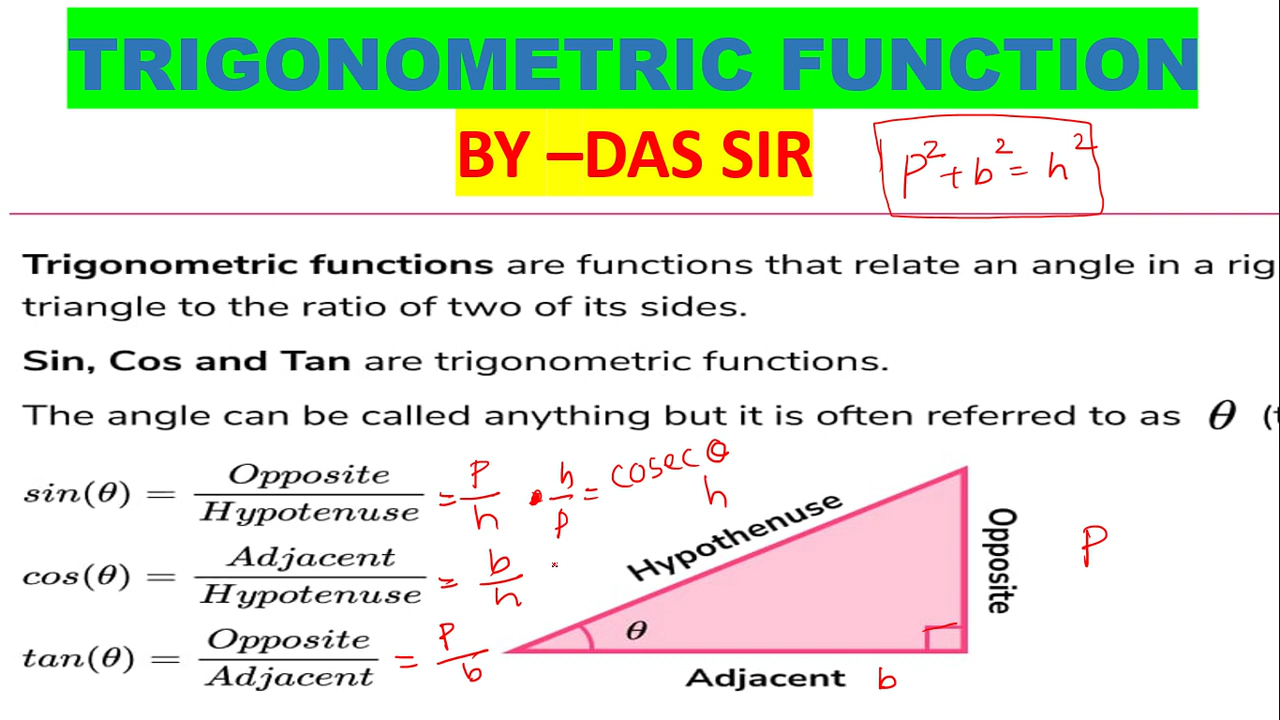 TRIGONOMETRIC FUNCTION
BY –DAS SIR
p² + b² = h²
Trigonometric functions are functions that relate an angle in a rig
triangle to the ratio of two of its sides.
Sin, Cos and Tan are trigonometric functions.
The angle can be called anything but it is often referred to as θ (t
sin(θ) = Opposite/Hypotenuse = p/h · h/p = cosec θ
cos(θ) = Adjacent/Hypotenuse = b/h
tan(θ) = Opposite/Adjacent = p/b
h
Hypothenuse
Opposite
P
θ
Adjacent b